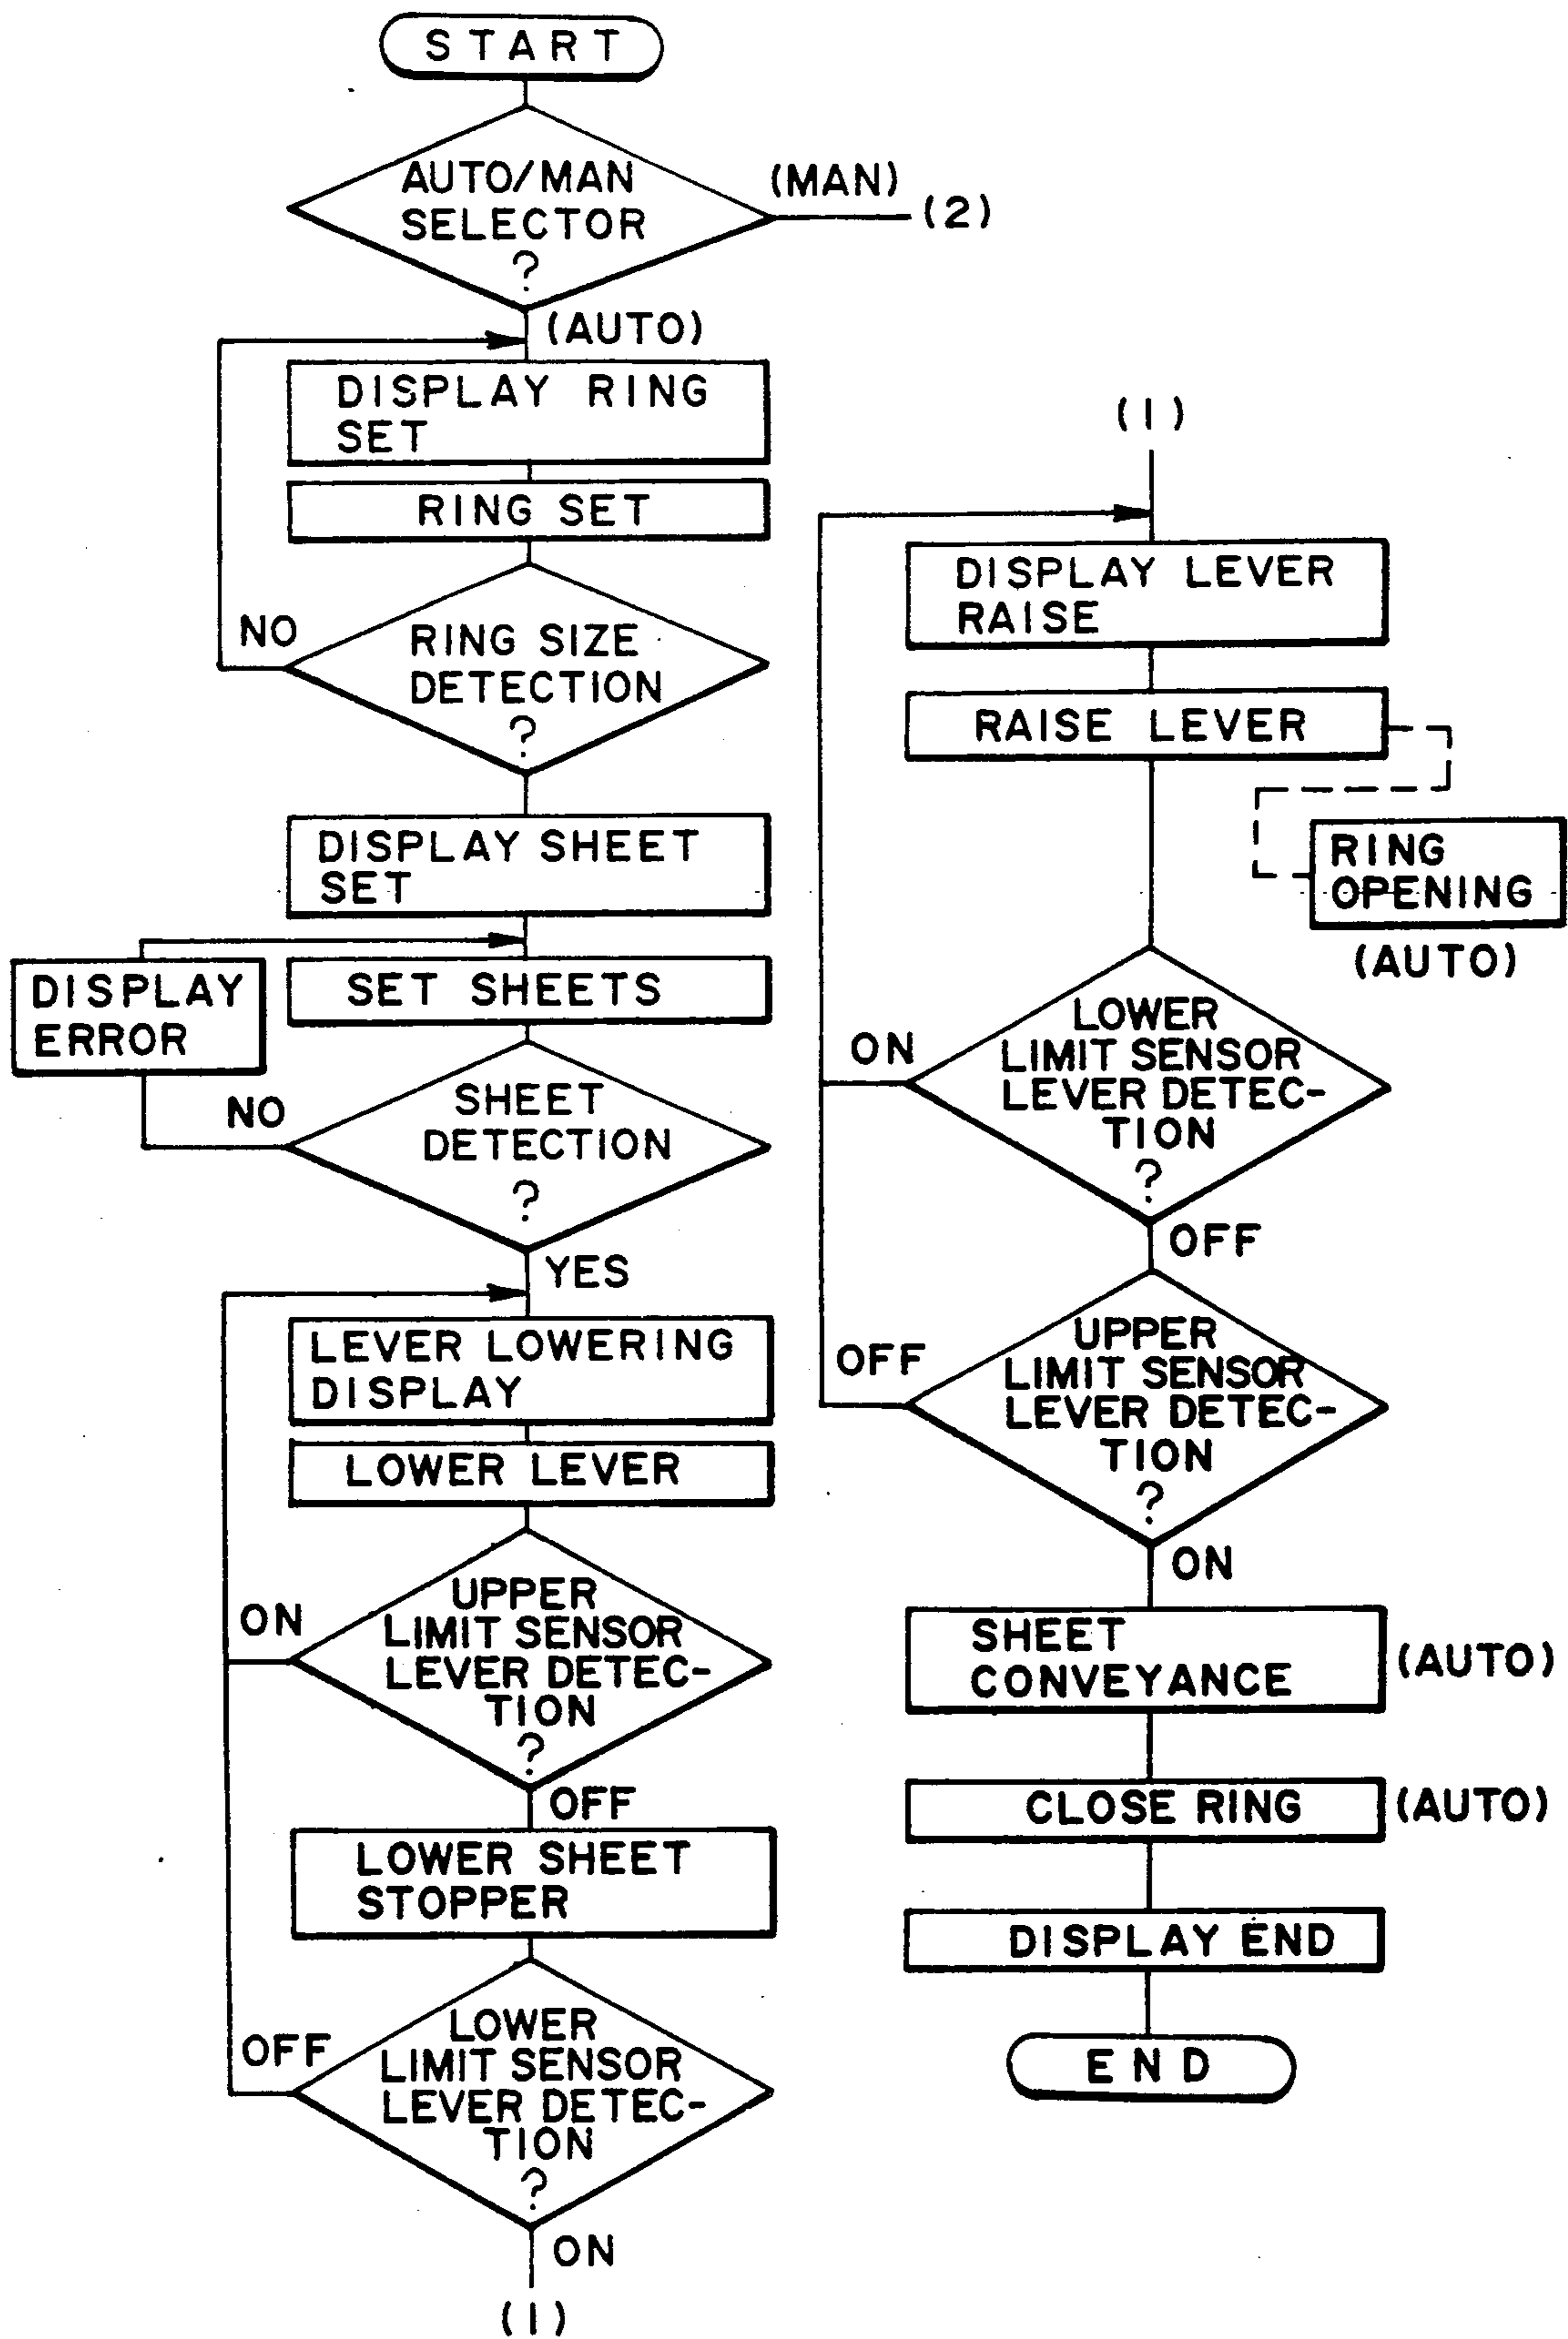 START
AUTO/MAN
SELECTOR
?
(MAN)
(2)
(AUTO)
DISPLAY RING
SET
RING SET
NO
RING SIZE
DETECTION
?
DISPLAY SHEET
SET
DISPLAY
ERROR
SET SHEETS
NO
SHEET
DETECTION
?
YES
LEVER LOWERING
DISPLAY
LOWER LEVER
ON
UPPER
LIMIT SENSOR
LEVER DETEC-
TION
?
OFF
LOWER SHEET
STOPPER
OFF
LOWER
LIMIT SENSOR
LEVER DETEC-
TION
?
ON
(1)
(1)
DISPLAY LEVER
RAISE
RAISE LEVER
RING
OPENING
(AUTO)
ON
LOWER
LIMIT SENSOR
LEVER DETEC-
TION
?
OFF
OFF
UPPER
LIMIT SENSOR
LEVER DETEC-
TION
?
ON
SHEET
CONVEYANCE
(AUTO)
CLOSE RING
(AUTO)
DISPLAY END
END